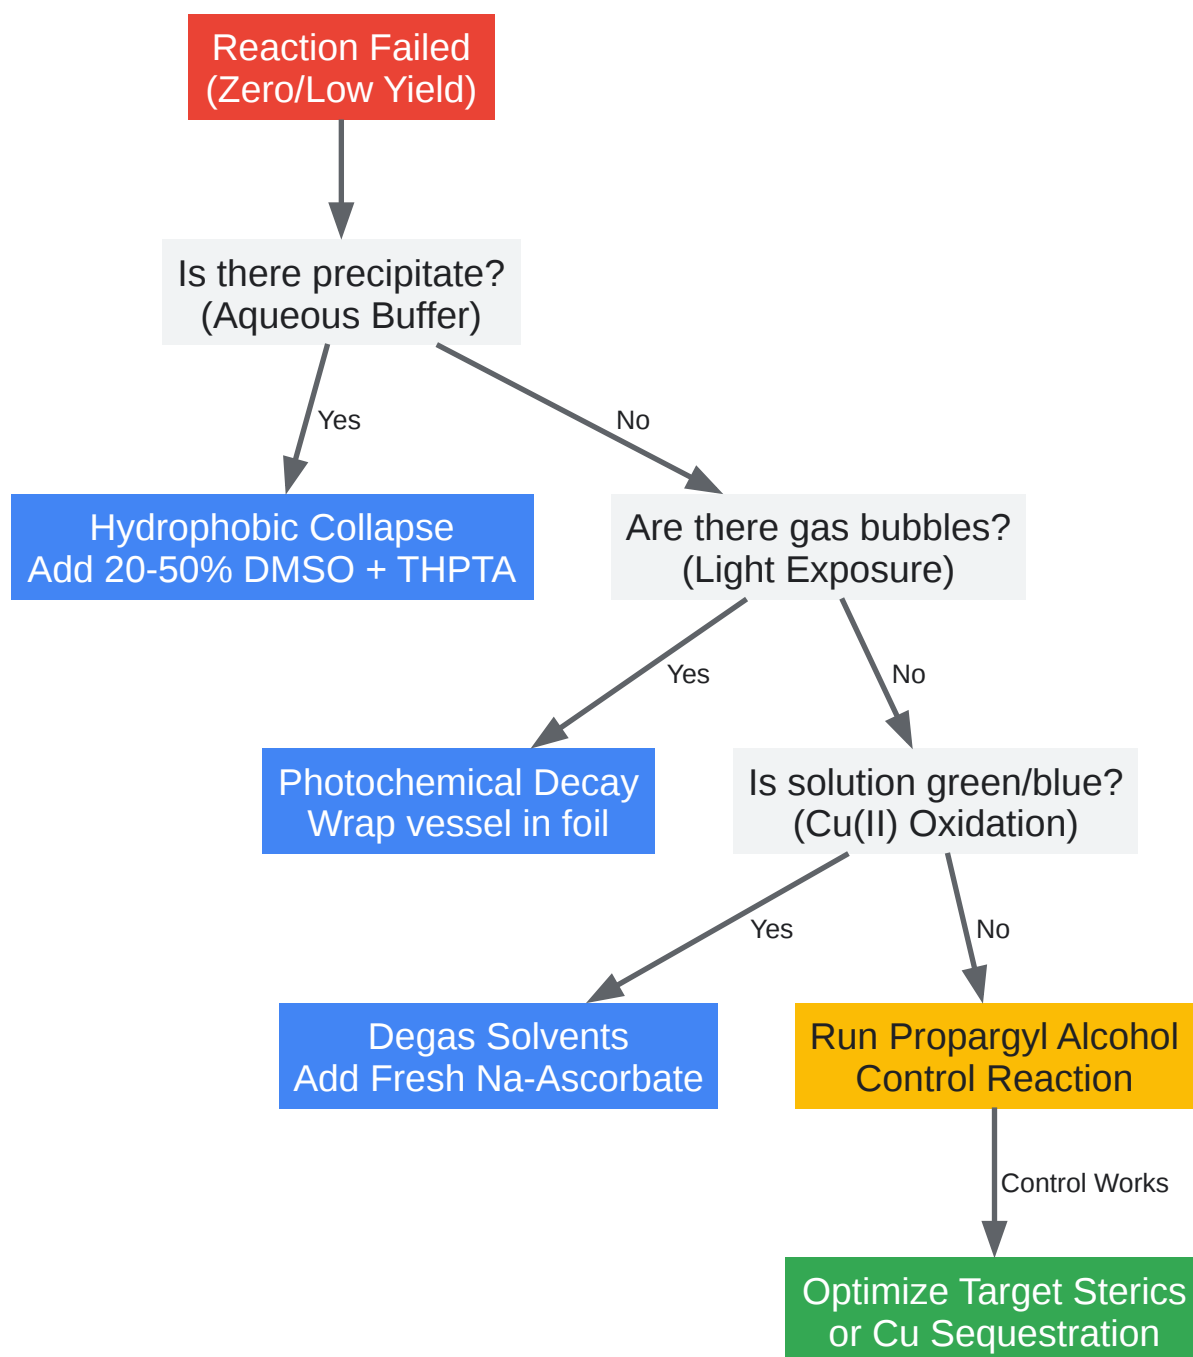 Reaction Failed
(Zero/Low Yield)
Is there precipitate?
(Aqueous Buffer)
Yes
No
Hydrophobic Collapse
Add 20-50% DMSO + THPTA
Are there gas bubbles?
(Light Exposure)
Yes
No
Photochemical Decay
Wrap vessel in foil
Is solution green/blue?
(Cu(II) Oxidation)
Yes
No
Degas Solvents
Add Fresh Na-Ascorbate
Run Propargyl Alcohol
Control Reaction
Control Works
Optimize Target Sterics
or Cu Sequestration